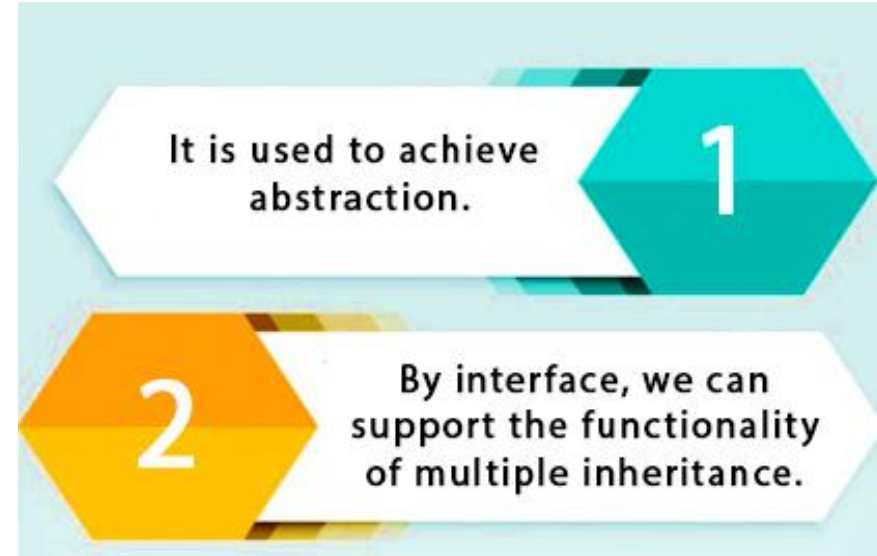 It is used to achieve
abstraction.
1
2
By interface, we can
support the functionality
of multiple inheritance.